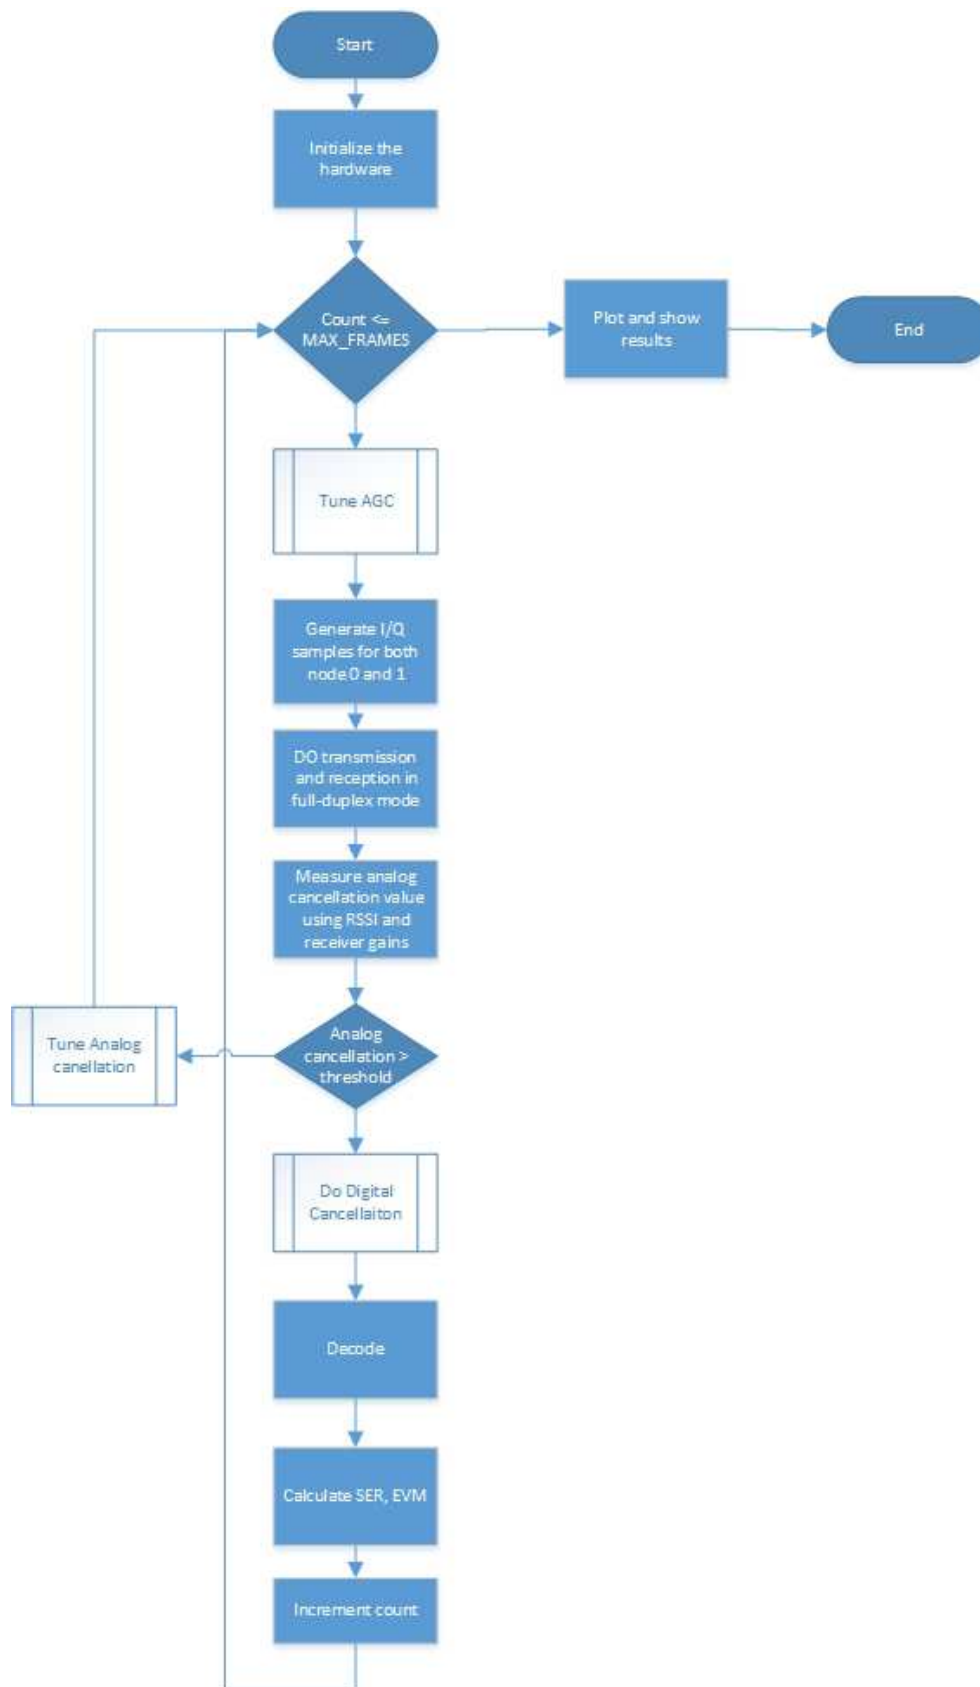 Start
Initialize the
hardware
Count <=
MAX_FRAMES
Plot and show
results
End
Tune AGC
Generate I/Q
samples for both
node 0 and 1
DO transmission
and reception in
full-duplex mode
Measure analog
cancellation value
using RSSI and
receiver gains
Analog
cancellation >
threshold
Tune Analog
canellation
Do Digital
Cancellaiton
Decode
Calculate SER, EVM
Increment count